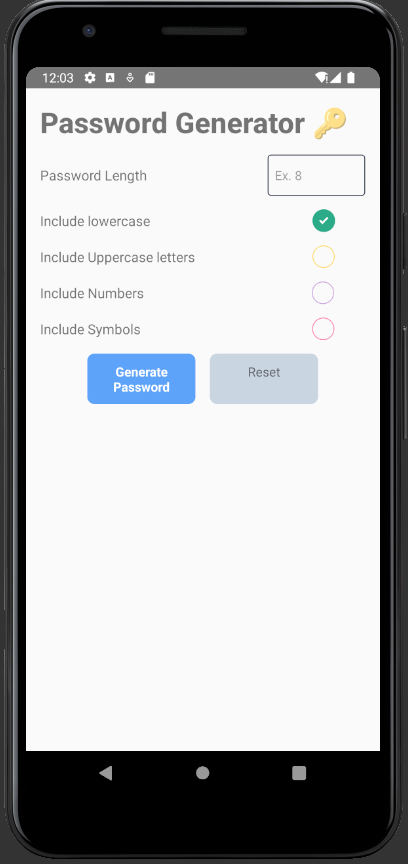 12:03
Password Generator 🔑
Password Length
Ex. 8
Include lowercase
Include Uppercase letters
Include Numbers
Include Symbols
Generate
Password
Reset